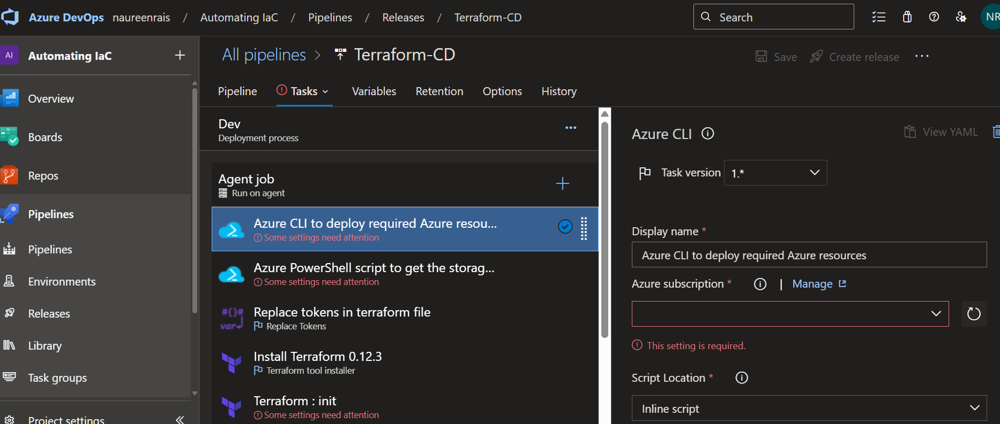 Azure DevOps naureenrais / Automating IaC / Pipelines / Releases / Terraform-CD
Search
NR
AI Automating IaC
Overview
Boards
Repos
Pipelines
Pipelines
Environments
Releases
Library
Task groups
Project settings
All pipelines > Terraform-CD
Save Create release ...
Pipeline Tasks Variables Retention Options History
Dev
Deployment process
Agent job
Run on agent
Azure CLI to deploy required Azure resou...
Some settings need attention
Azure PowerShell script to get the storag...
Some settings need attention
#{}#
var
Replace tokens in terraform file
Replace Tokens
Install Terraform 0.12.3
Terraform tool installer
Terraform : init
Some settings need attention
Azure CLI
View YAML
Task version 1.*
Display name *
Azure CLI to deploy required Azure resources
Azure subscription * | Manage
This setting is required.
Script Location *
Inline script